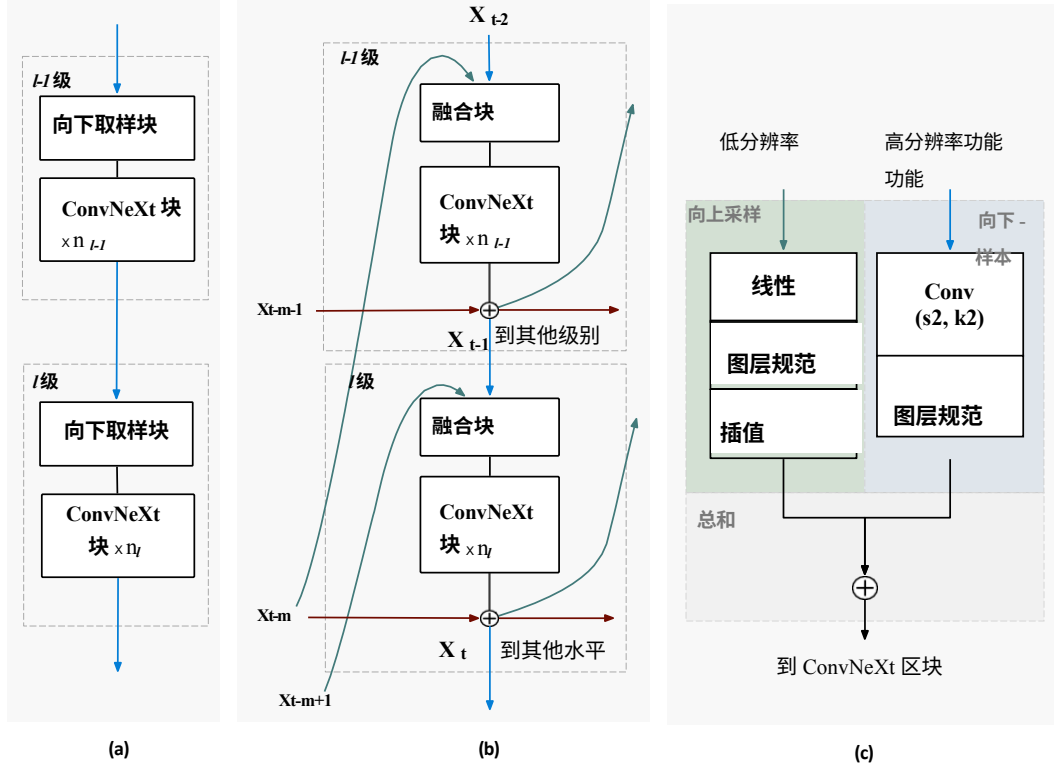 l-1 级
向下取样块
ConvNeXt 块
×n l-1
l 级
向下取样块
ConvNeXt
块 ×nl
(a)
X t-2
l-1 级
融合块
ConvNeXt
块 ×n l-1
Xt-m-1
X t-1
到其他级别
l 级
融合块
ConvNeXt
块 ×nl
Xt-m
X t
到其他水平
Xt-m+1
(b)
低分辨率
高分辨率功能
功能
向上采样
向下 -
样本
线性
图层规范
插值
Conv
(s2, k2)
图层规范
总和
到 ConvNeXt 区块
(c)